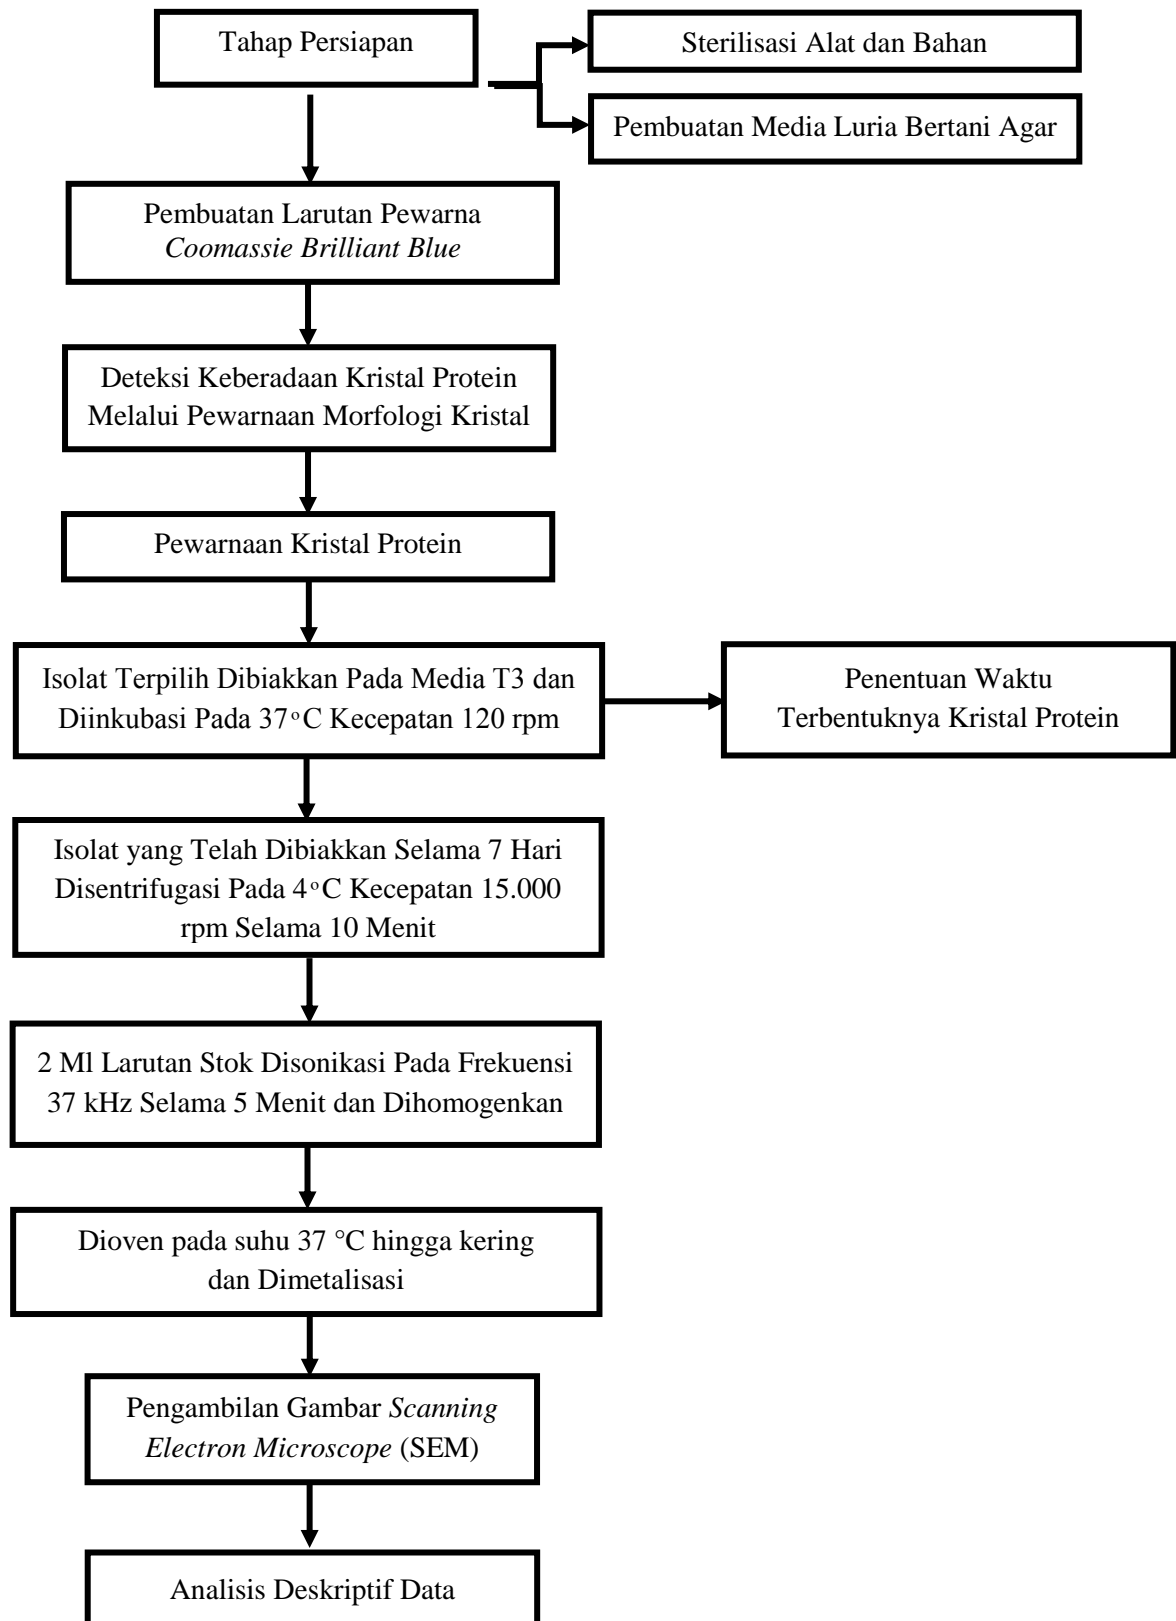 Tahap Persiapan
Sterilisasi Alat dan Bahan
Pembuatan Media Luria Bertani Agar
Pembuatan Larutan Pewarna
Coomassie Brilliant Blue
Deteksi Keberadaan Kristal Protein
Melalui Pewarnaan Morfologi Kristal
Pewarnaan Kristal Protein
Isolat Terpilih Dibiakkan Pada Media T3 dan
Diinkubasi Pada 37°C Kecepatan 120 rpm
Penentuan Waktu
Terbentuknya Kristal Protein
Isolat yang Telah Dibiakkan Selama 7 Hari
Disentrifugasi Pada 4°C Kecepatan 15.000
rpm Selama 10 Menit
2 Ml Larutan Stok Disonikasi Pada Frekuensi
37 kHz Selama 5 Menit dan Dihomogenkan
Dioven pada suhu 37 °C hingga kering
dan Dimetalisasi
Pengambilan Gambar Scanning
Electron Microscope (SEM)
Analisis Deskriptif Data